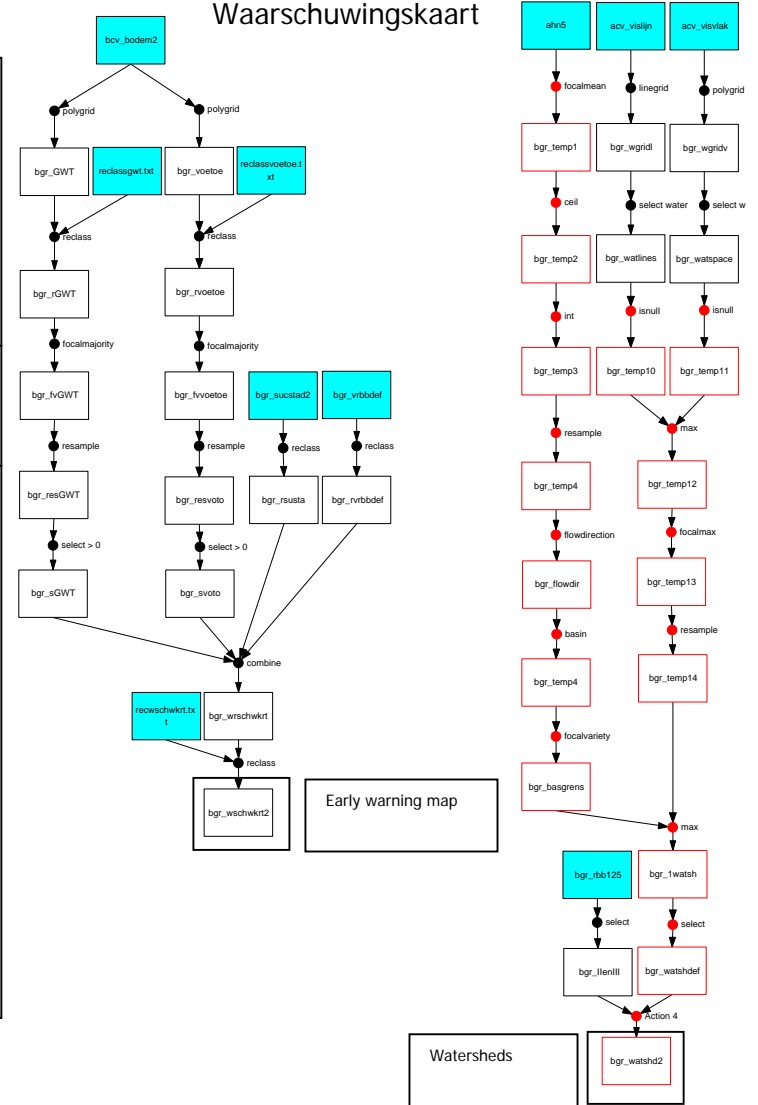 Waarschuwingskaart
bcv_bodem2
polygrid
polygrid
bgr_GWT
reclassgwt.txt
bgr_voetoe
reclassvoetoe.t
xt
reclass
reclass
bgr_rGWT
bgr_rvoetoe
focalmajority
focalmajority
bgr_fvGWT
bgr_fvvoetoe
bgr_sucstad2
bgr_vrbbdef
resample
resample
reclass
reclass
bgr_resGWT
bgr_resvoto
bgr_rsusta
bgr_rvrbbdef
select > 0
select > 0
bgr_sGWT
bgr_svoto
combine
recwschwkrt.tx
t
bgr_wrschwkrt
reclass
bgr_wschwkrt2
Early warning map
ahn5
acv_vislijn
acv_visvlak
focalmean
linegrid
polygrid
bgr_temp1
bgr_wgridl
bgr_wgridv
ceil
select water
select w
bgr_temp2
bgr_watlines
bgr_watspace
int
isnull
isnull
bgr_temp3
bgr_temp10
bgr_temp11
resample
max
bgr_temp4
bgr_temp12
flowdirection
focalmax
bgr_flowdir
bgr_temp13
basin
resample
bgr_temp4
bgr_temp14
focalvariety
bgr_basgrens
max
bgr_rbb125
bgr_1watsh
select
select
bgr_IIenIII
bgr_watshdef
Action 4
Watersheds
bgr_watshd2